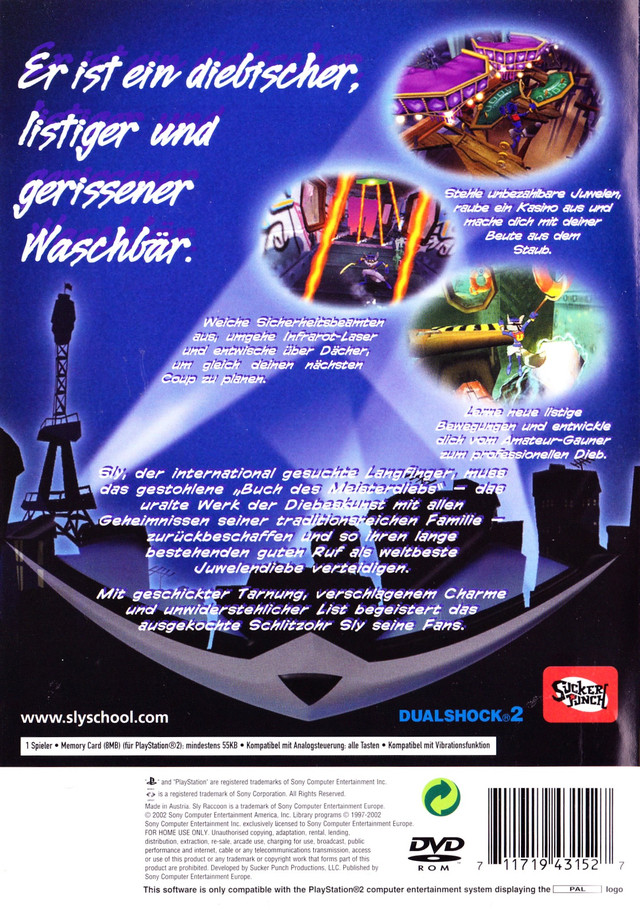 Er ist ein diebischer,
listiger und
gerissener
Waschbär.
Stehle unbezahlbare Juwelen,
raube ein Kasino aus und
mache dich mit deiner
Beute aus dem
Staub.
Weiche Sicherheitsbeamten
aus, umgehe Infrarot-Laser
und entwische über Dächer,
um gleich deinen nächsten
Coup zu planen.
Lerne neue listige
Bewegungen und entwickle
dich vom Amateur-Gauner
zum professionellen Dieb.
Sly, der international gesuchte Langfinger, muss
das gestohlene „Buch des Meisterdiebs“ – das
uralte Werk der Diebeskunst mit allen
Geheimnissen seiner traditionsreichen Familie –
zurückbeschaffen und so ihren lange
bestehenden guten Ruf als weltbeste
Juwelendiebe verteidigen.
Mit geschickter Tarnung, verschlagenem Charme
und unwiderstehlicher List begeistert das
ausgekochte Schlitzohr Sly seine Fans.
www.slyschool.com
DUALSHOCK®2
SUCKER PUNCH
1 Spieler • Memory Card (8MB) (für PlayStation®2): mindestens 55KB • Kompatibel mit Analogsteuerung: alle Tasten • Kompatibel mit Vibrationsfunktion
" " and "PlayStation" are registered trademarks of Sony Computer Entertainment Inc.
is a registered trademark of Sony Corporation. All Rights Reserved.
Made in Austria. Sly Raccoon is a trademark of Sony Computer Entertainment Europe.
© 2002 Sony Computer Entertainment America, Inc. Library programs © 1997-2002
Sony Computer Entertainment Inc. exclusively licensed to Sony Computer Entertainment Europe.
FOR HOME USE ONLY. Unauthorised copying, adaptation, rental, lending,
distribution, extraction, re-sale, arcade use, charging for use, broadcast, public
performance and internet, cable or any telecommunications transmission, access
or use of this product or any trademark or copyright work that forms part of this
product are prohibited. Developed by Sucker Punch Productions, LLC. Published by
Sony Computer Entertainment Europe.
DVD
ROM
7 11719 43152 7
This software is only compatible with the PlayStation®2 computer entertainment system displaying the PAL logo